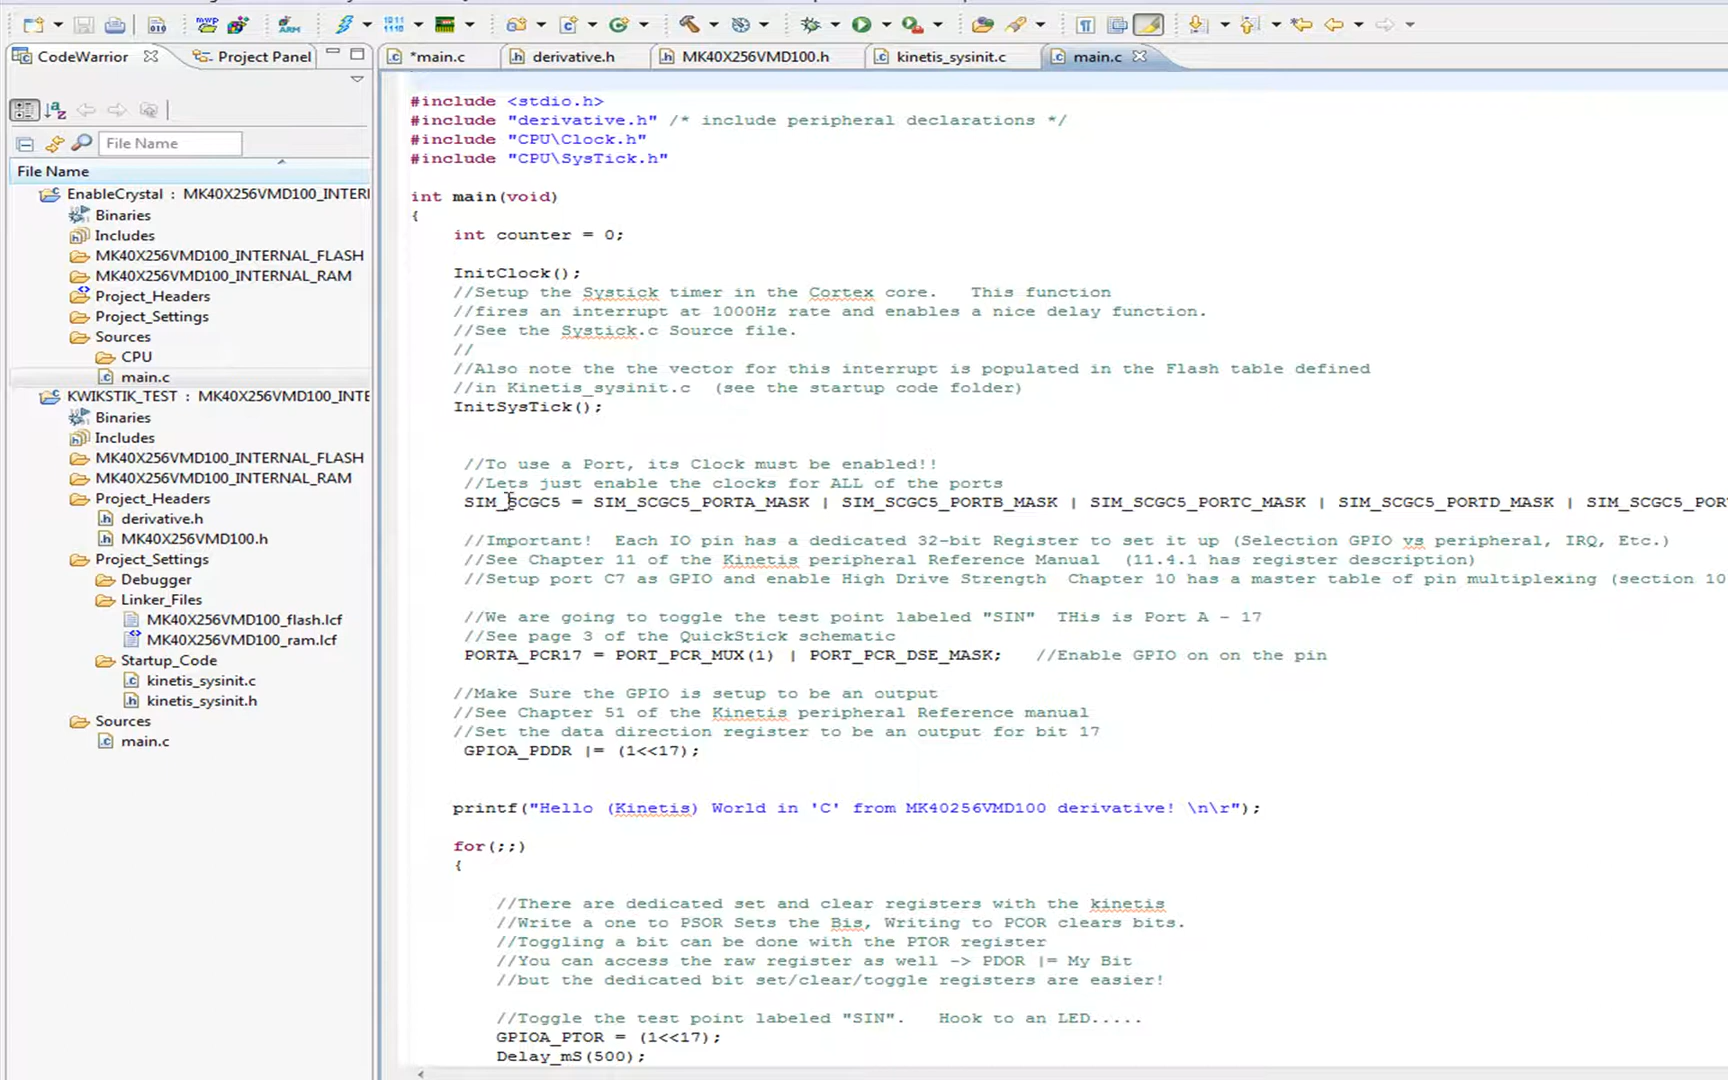 CodeWarrior
Project Panel
*main.c
derivative.h
MK40X256VMD100.h
kinetis_sysinit.c
main.c
File Name
File Name
EnableCrystal : MK40X256VMD100_INTERI
Binaries
Includes
MK40X256VMD100_INTERNAL_FLASH
MK40X256VMD100_INTERNAL_RAM
Project_Headers
Project_Settings
Sources
CPU
main.c
KWIKSTIK_TEST : MK40X256VMD100_INTE
Binaries
Includes
MK40X256VMD100_INTERNAL_FLASH
MK40X256VMD100_INTERNAL_RAM
Project_Headers
derivative.h
MK40X256VMD100.h
Project_Settings
Debugger
Linker_Files
MK40X256VMD100_flash.lcf
MK40X256VMD100_ram.lcf
Startup_Code
kinetis_sysinit.c
kinetis_sysinit.h
Sources
main.c
#include <stdio.h>
#include "derivative.h" /* include peripheral declarations */
#include "CPU\Clock.h"
#include "CPU\SysTick.h"
int main(void)
{
int counter = 0;
InitClock();
//Setup the Systick timer in the Cortex core.   This function
//fires an interrupt at 1000Hz rate and enables a nice delay function.
//See the Systick.c Source file.
//
//Also note the the vector for this interrupt is populated in the Flash table defined
//in Kinetis_sysinit.c  (see the startup code folder)
InitSysTick();
//To use a Port, its Clock must be enabled!!
//Lets just enable the clocks for ALL of the ports
SIM_SCGC5 = SIM_SCGC5_PORTA_MASK | SIM_SCGC5_PORTB_MASK | SIM_SCGC5_PORTC_MASK | SIM_SCGC5_PORTD_MASK | SIM_SCGC5_POR
//Important!  Each IO pin has a dedicated 32-bit Register to set it up (Selection GPIO vs peripheral, IRQ, Etc.)
//See Chapter 11 of the Kinetis peripheral Reference Manual  (11.4.1 has register description)
//Setup port C7 as GPIO and enable High Drive Strength  Chapter 10 has a master table of pin multiplexing (section 10
//We are going to toggle the test point labeled "SIN"  THis is Port A - 17
//See page 3 of the QuickStick schematic
PORTA_PCR17 = PORT_PCR_MUX(1) | PORT_PCR_DSE_MASK;   //Enable GPIO on on the pin
//Make Sure the GPIO is setup to be an output
//See Chapter 51 of the Kinetis peripheral Reference manual
//Set the data direction register to be an output for bit 17
GPIOA_PDDR |= (1<<17);
printf("Hello (Kinetis) World in 'C' from MK40256VMD100 derivative! \n\r");
for(;;)
{
//There are dedicated set and clear registers with the kinetis
//Write a one to PSOR Sets the Bis, Writing to PCOR clears bits.
//Toggling a bit can be done with the PTOR register
//You can access the raw register as well -> PDOR |= My Bit
//but the dedicated bit set/clear/toggle registers are easier!
//Toggle the test point labeled "SIN".   Hook to an LED.....
GPIOA_PTOR = (1<<17);
Delay_mS(500);